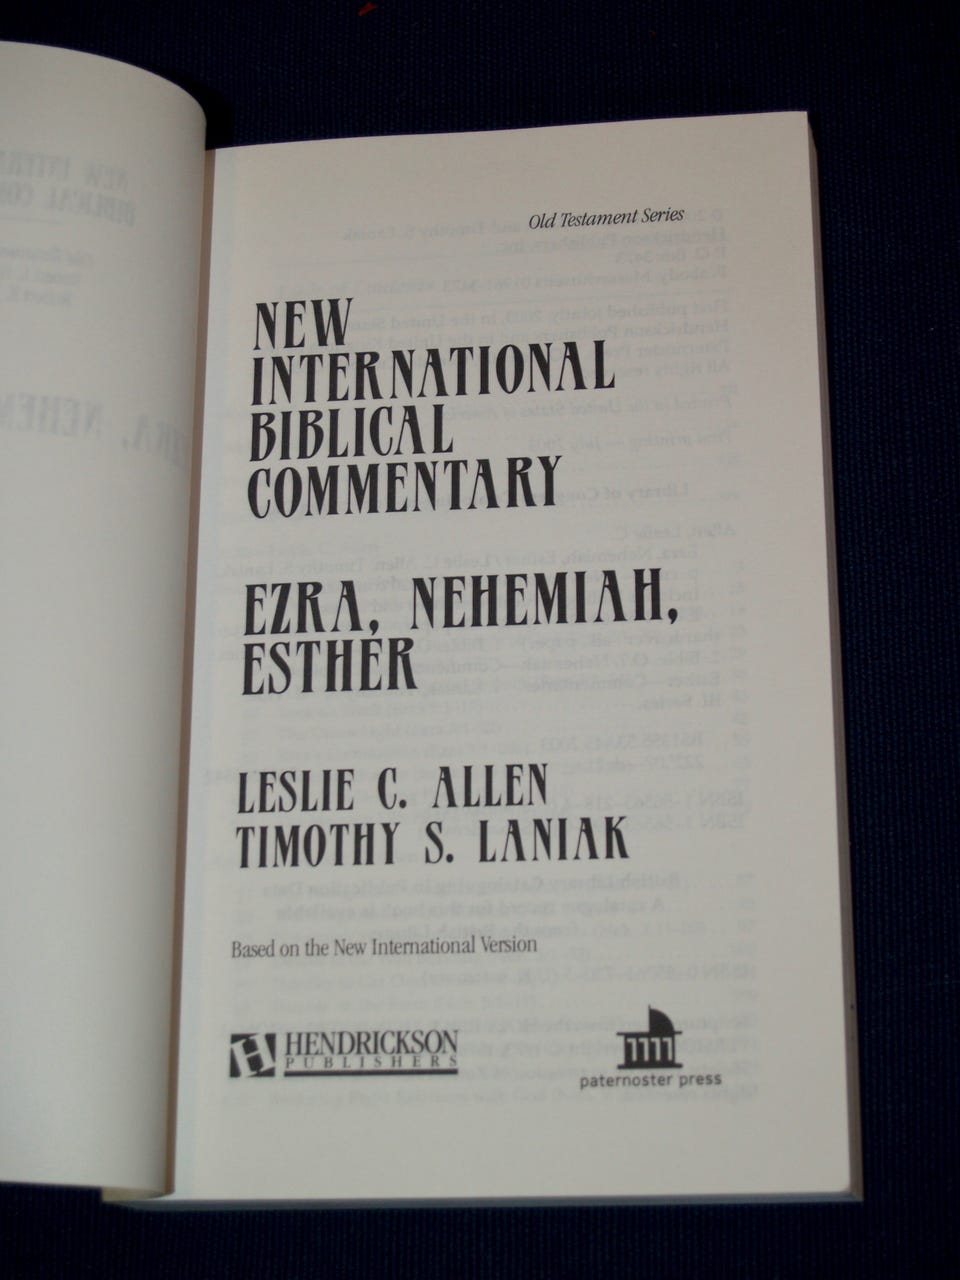 Old Testament Series
NEW
INTERNATIONAL
BIBLICAL
COMMENTARY
EZRA, NEHEMIAH,
ESTHER
LESLIE C. ALLEN
TIMOTHY S. LANIAK
Based on the New International Version
H HENDRICKSON
PUBLISHERS
paternoster press